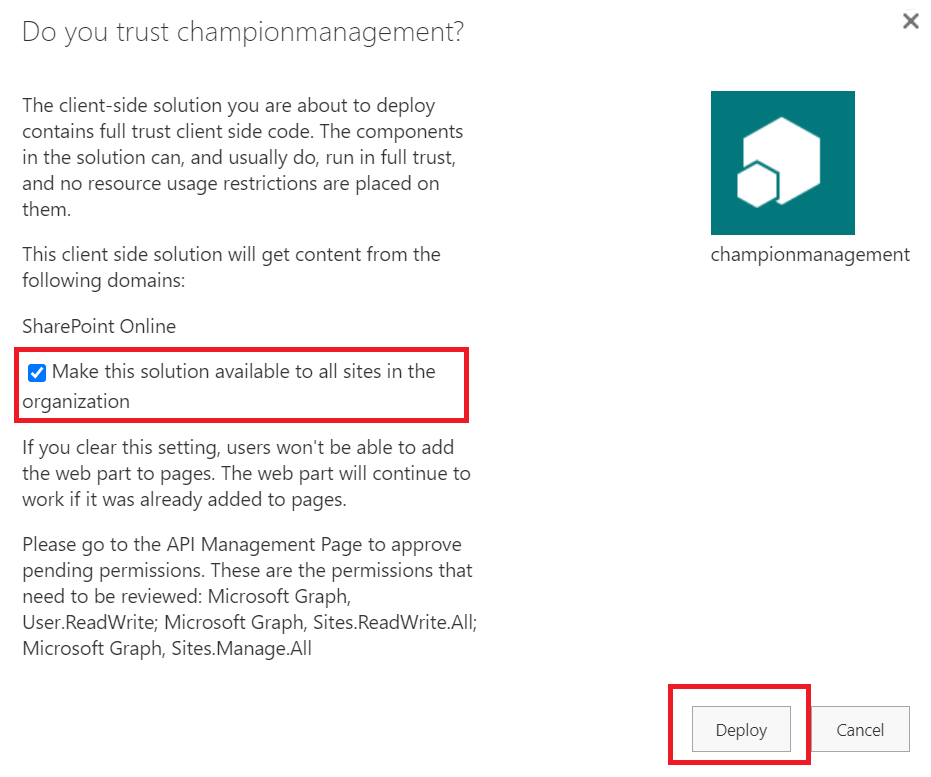 Do you trust championmanagement?
The client-side solution you are about to deploy
contains full trust client side code. The components
in the solution can, and usually do, run in full trust,
and no resource usage restrictions are placed on
them.
championmanagement
This client side solution will get content from the
following domains:
SharePoint Online
Make this solution available to all sites in the
organization
If you clear this setting, users won't be able to add
the web part to pages. The web part will continue to
work if it was already added to pages.
Please go to the API Management Page to approve
pending permissions. These are the permissions that
need to be reviewed: Microsoft Graph,
User.ReadWrite; Microsoft Graph, Sites.ReadWrite.All;
Microsoft Graph, Sites.Manage.All
Deploy
Cancel